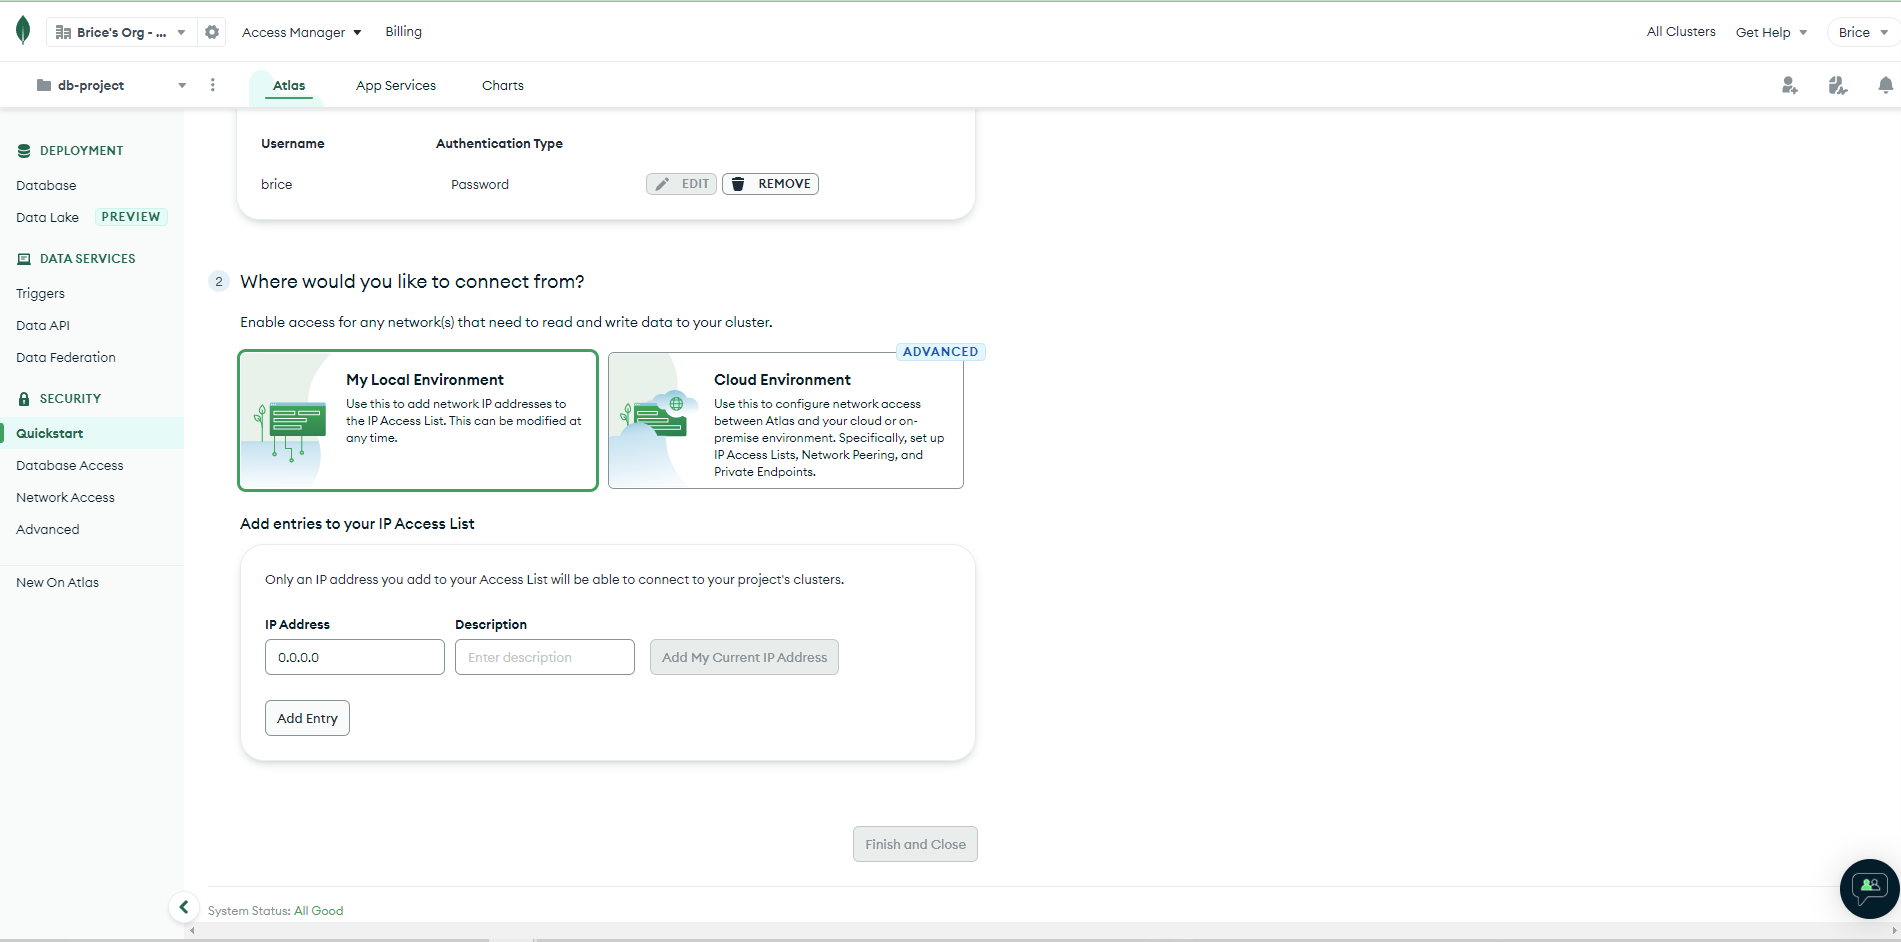 Brice's Org - ...
Access Manager
Billing
All Clusters
Get Help
Brice
db-project
Atlas
App Services
Charts
DEPLOYMENT
Database
Data Lake PREVIEW
DATA SERVICES
Triggers
Data API
Data Federation
SECURITY
Quickstart
Database Access
Network Access
Advanced
New On Atlas
Username Authentication Type
brice Password EDIT REMOVE
2 Where would you like to connect from?
Enable access for any network(s) that need to read and write data to your cluster.
My Local Environment
Use this to add network IP addresses to
the IP Access List. This can be modified at
any time.
ADVANCED
Cloud Environment
Use this to configure network access
between Atlas and your cloud or on-
premise environment. Specifically, set up
IP Access Lists, Network Peering, and
Private Endpoints.
Add entries to your IP Access List
Only an IP address you add to your Access List will be able to connect to your project's clusters.
IP Address Description
0.0.0.0 Enter description Add My Current IP Address
Add Entry
Finish and Close
System Status: All Good